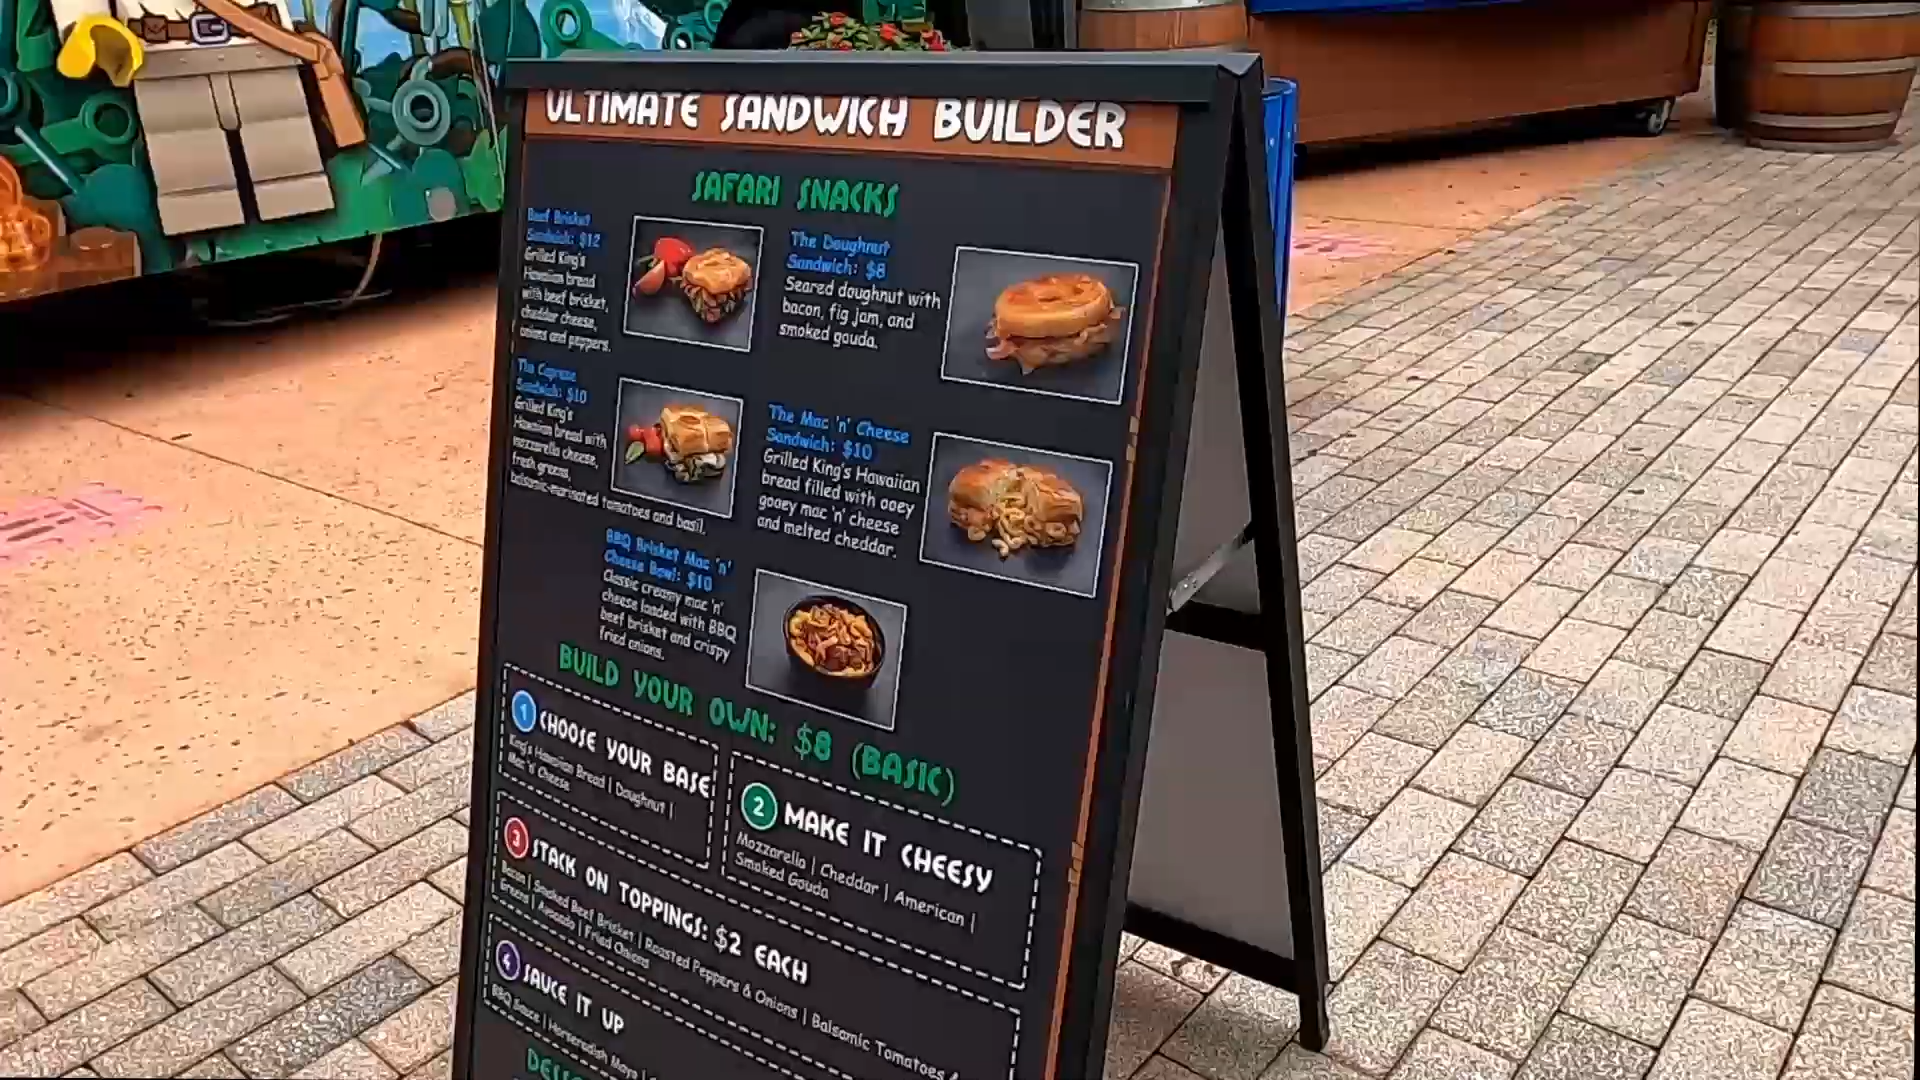 ULTIMATE SANDWICH BUILDER
SAFARI SNACKS
Beef Brisket
Sandwich: $12
Grilled King's
Hawaiian bread
with beef brisket,
cheddar cheese,
onions and peppers.
The Doughnut
Sandwich: $8
Seared doughnut with
bacon, fig jam, and
smoked gouda.
The Caprese
Sandwich: $10
Grilled King's
Hawaiian bread with
mozzarella cheese,
fresh greens,
balsamic-marinated tomatoes and basil.
The Mac 'n' Cheese
Sandwich: $10
Grilled King's Hawaiian
bread filled with ooey
gooey mac 'n' cheese
and melted cheddar.
BBQ Brisket Mac 'n'
Cheese Bowl: $10
Classic creamy mac 'n'
cheese loaded with BBQ
beef brisket and crispy
fried onions.
BUILD YOUR OWN: $8 (BASIC)
1 CHOOSE YOUR BASE
King's Hawaiian Bread | Doughnut |
Mac 'n' Cheese
2 MAKE IT CHEESY
Mozzarella | Cheddar | American |
Smoked Gouda
3 STACK ON TOPPINGS: $2 EACH
Bacon | Smoked Beef Brisket | Roasted Peppers & Onions | Balsamic Tomatoes &
Greens | Avocado | Fried Onions
4 SAUCE IT UP
BBQ Sauce | Horseradish Mayo |